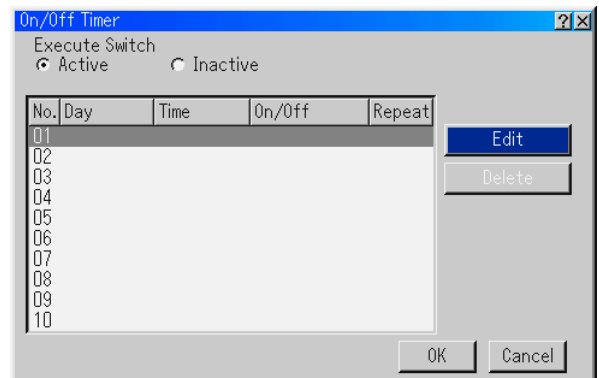 On/Off Timer ? ×
Execute Switch
Active Inactive
No. Day Time On/Off Repeat
01
Edit
02
03
Delete
04
05
06
07
08
09
10
OK Cancel